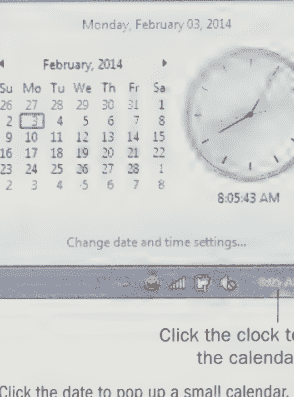 Monday, February 03, 2014
February, 2014
Su Mo Tu We Th Fr Sa
26 27 28 29 30 31 1
2 3 4 5 6 7 8
9 10 11 12 13 14 15
16 17 18 19 20 21 22
23 24 25 26 27 28 1
2 3 4 5 6 7 8
8:05:43 AM
Change date and time settings...
Click the clock to
the calenda
Click the date to pop up a small calendar.